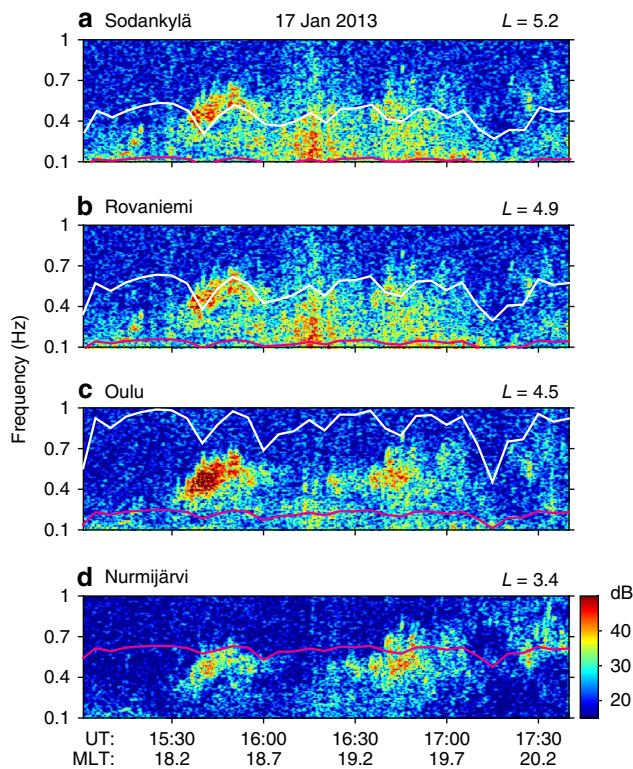 a Sodankylä 17 Jan 2013 L = 5.2
1
0.7
0.4
0.1
b Rovaniemi L = 4.9
1
0.7
0.4
0.1
Frequency (Hz)
c Oulu L = 4.5
1
0.7
0.4
0.1
d Nurmijärvi L = 3.4
1
0.7
0.4
0.1
dB
40
30
20
UT: 15:30 16:00 16:30 17:00 17:30
MLT: 18.2 18.7 19.2 19.7 20.2